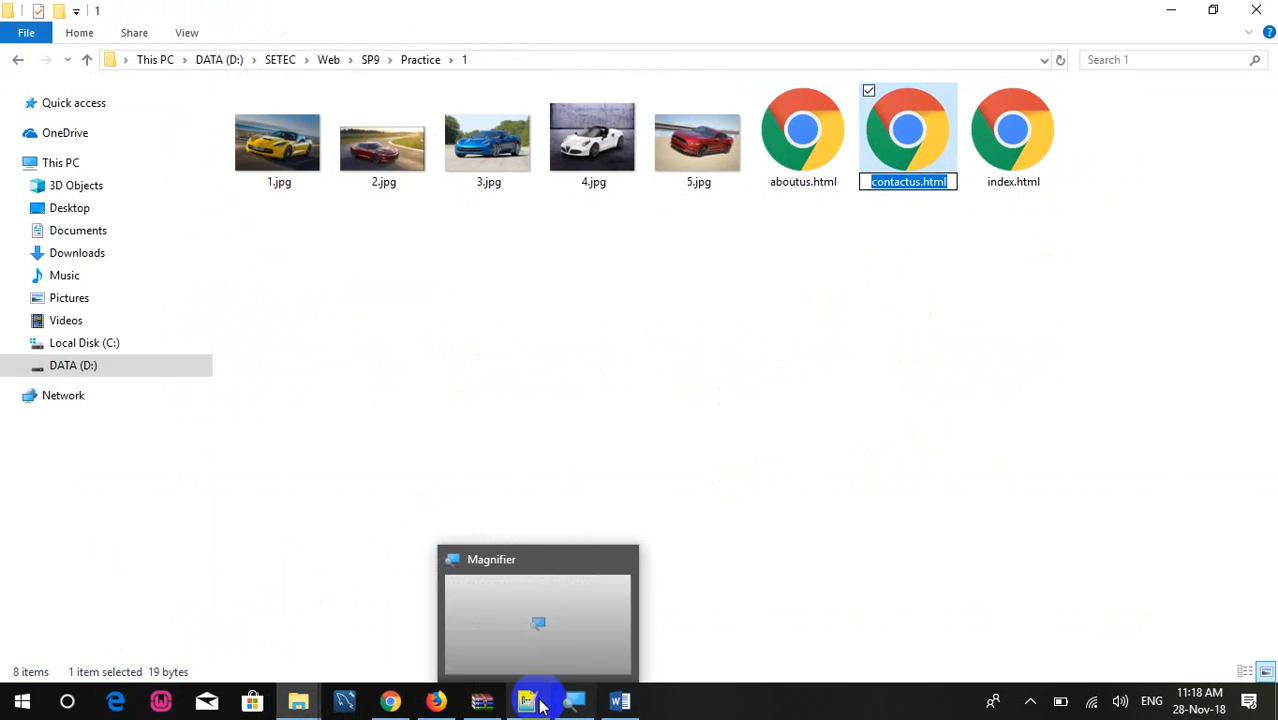 1
File Home Share View
This PC DATA (D:) SETEC Web SP9 Practice 1
Search 1
Quick access
OneDrive
This PC
3D Objects
Desktop
Documents
Downloads
Music
Pictures
Videos
Local Disk (C:)
DATA (D:)
Network
1.jpg 2.jpg 3.jpg 4.jpg 5.jpg aboutus.html contactus.html index.html
Magnifier
8 items 1 item selected 19 bytes
ENG
11:18 AM
28-Nov-18